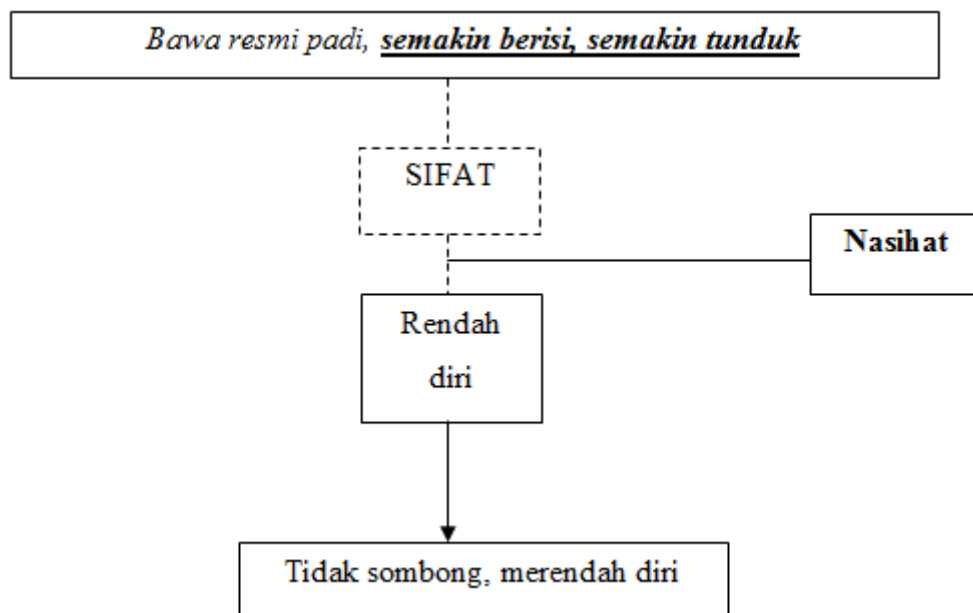 Bawa resmi padi, semakin berisi, semakin tunduk
SIFAT
Nasihat
Rendah
diri
Tidak sombong, merendah diri